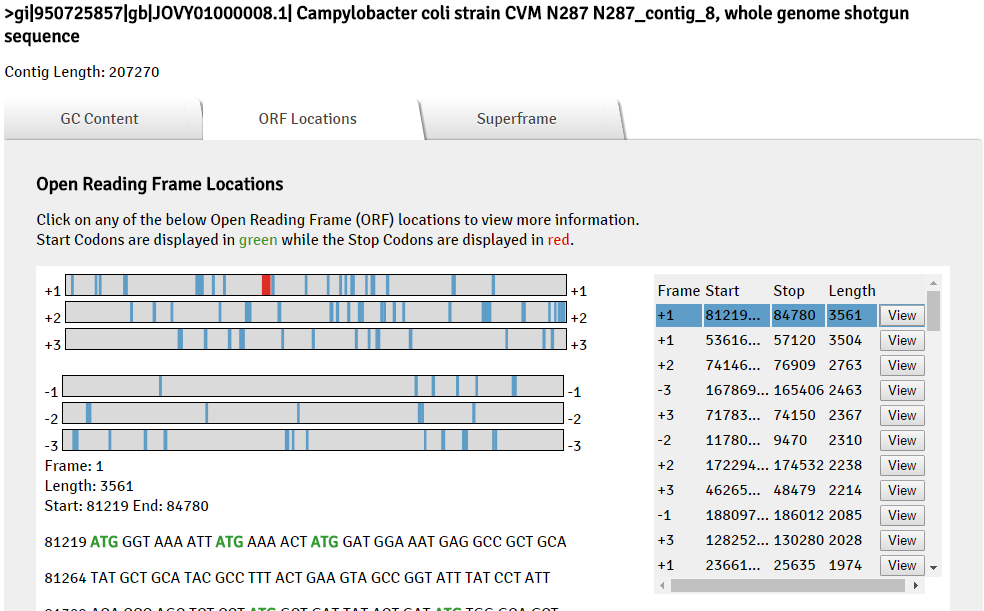 >gi|950725857|gb|JOVY01000008.1| Campylobacter coli strain CVM N287 N287_contig_8, whole genome shotgun
sequence
Contig Length: 207270
GC Content
ORF Locations
Superframe
Open Reading Frame Locations
Click on any of the below Open Reading Frame (ORF) locations to view more information.
Start Codons are displayed in green while the Stop Codons are displayed in red.
+1 +1
+2 +2
+3 +3
-1 -1
-2 -2
-3 -3
Frame: 1
Length: 3561
Start: 81219 End: 84780
81219 ATG GGT AAA ATT ATG AAA ACT ATG GAT GGA AAT GAG GCC GCT GCA
81264 TAT GCT GCA TAC GCC TTT ACT GAA GTA GCC GGT ATT TAT CCT ATT
Frame Start Stop Length
+1 81219... 84780 3561 View
+1 53616... 57120 3504 View
+2 74146... 76909 2763 View
-3 167869... 165406 2463 View
+3 71783... 74150 2367 View
-2 11780... 9470 2310 View
+2 172294... 174532 2238 View
+3 46265... 48479 2214 View
-1 188097... 186012 2085 View
+3 128252... 130280 2028 View
+1 23661... 25635 1974 View